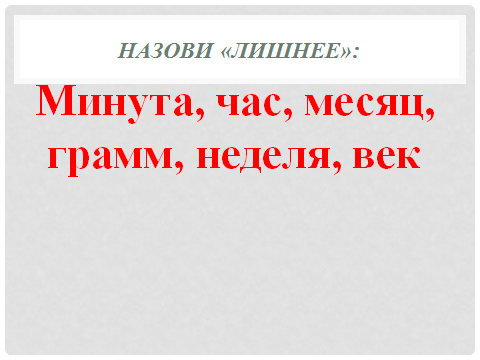 НАЗОВИ «ЛИШНЕЕ»:
Минута, час, месяц,
грамм, неделя, век